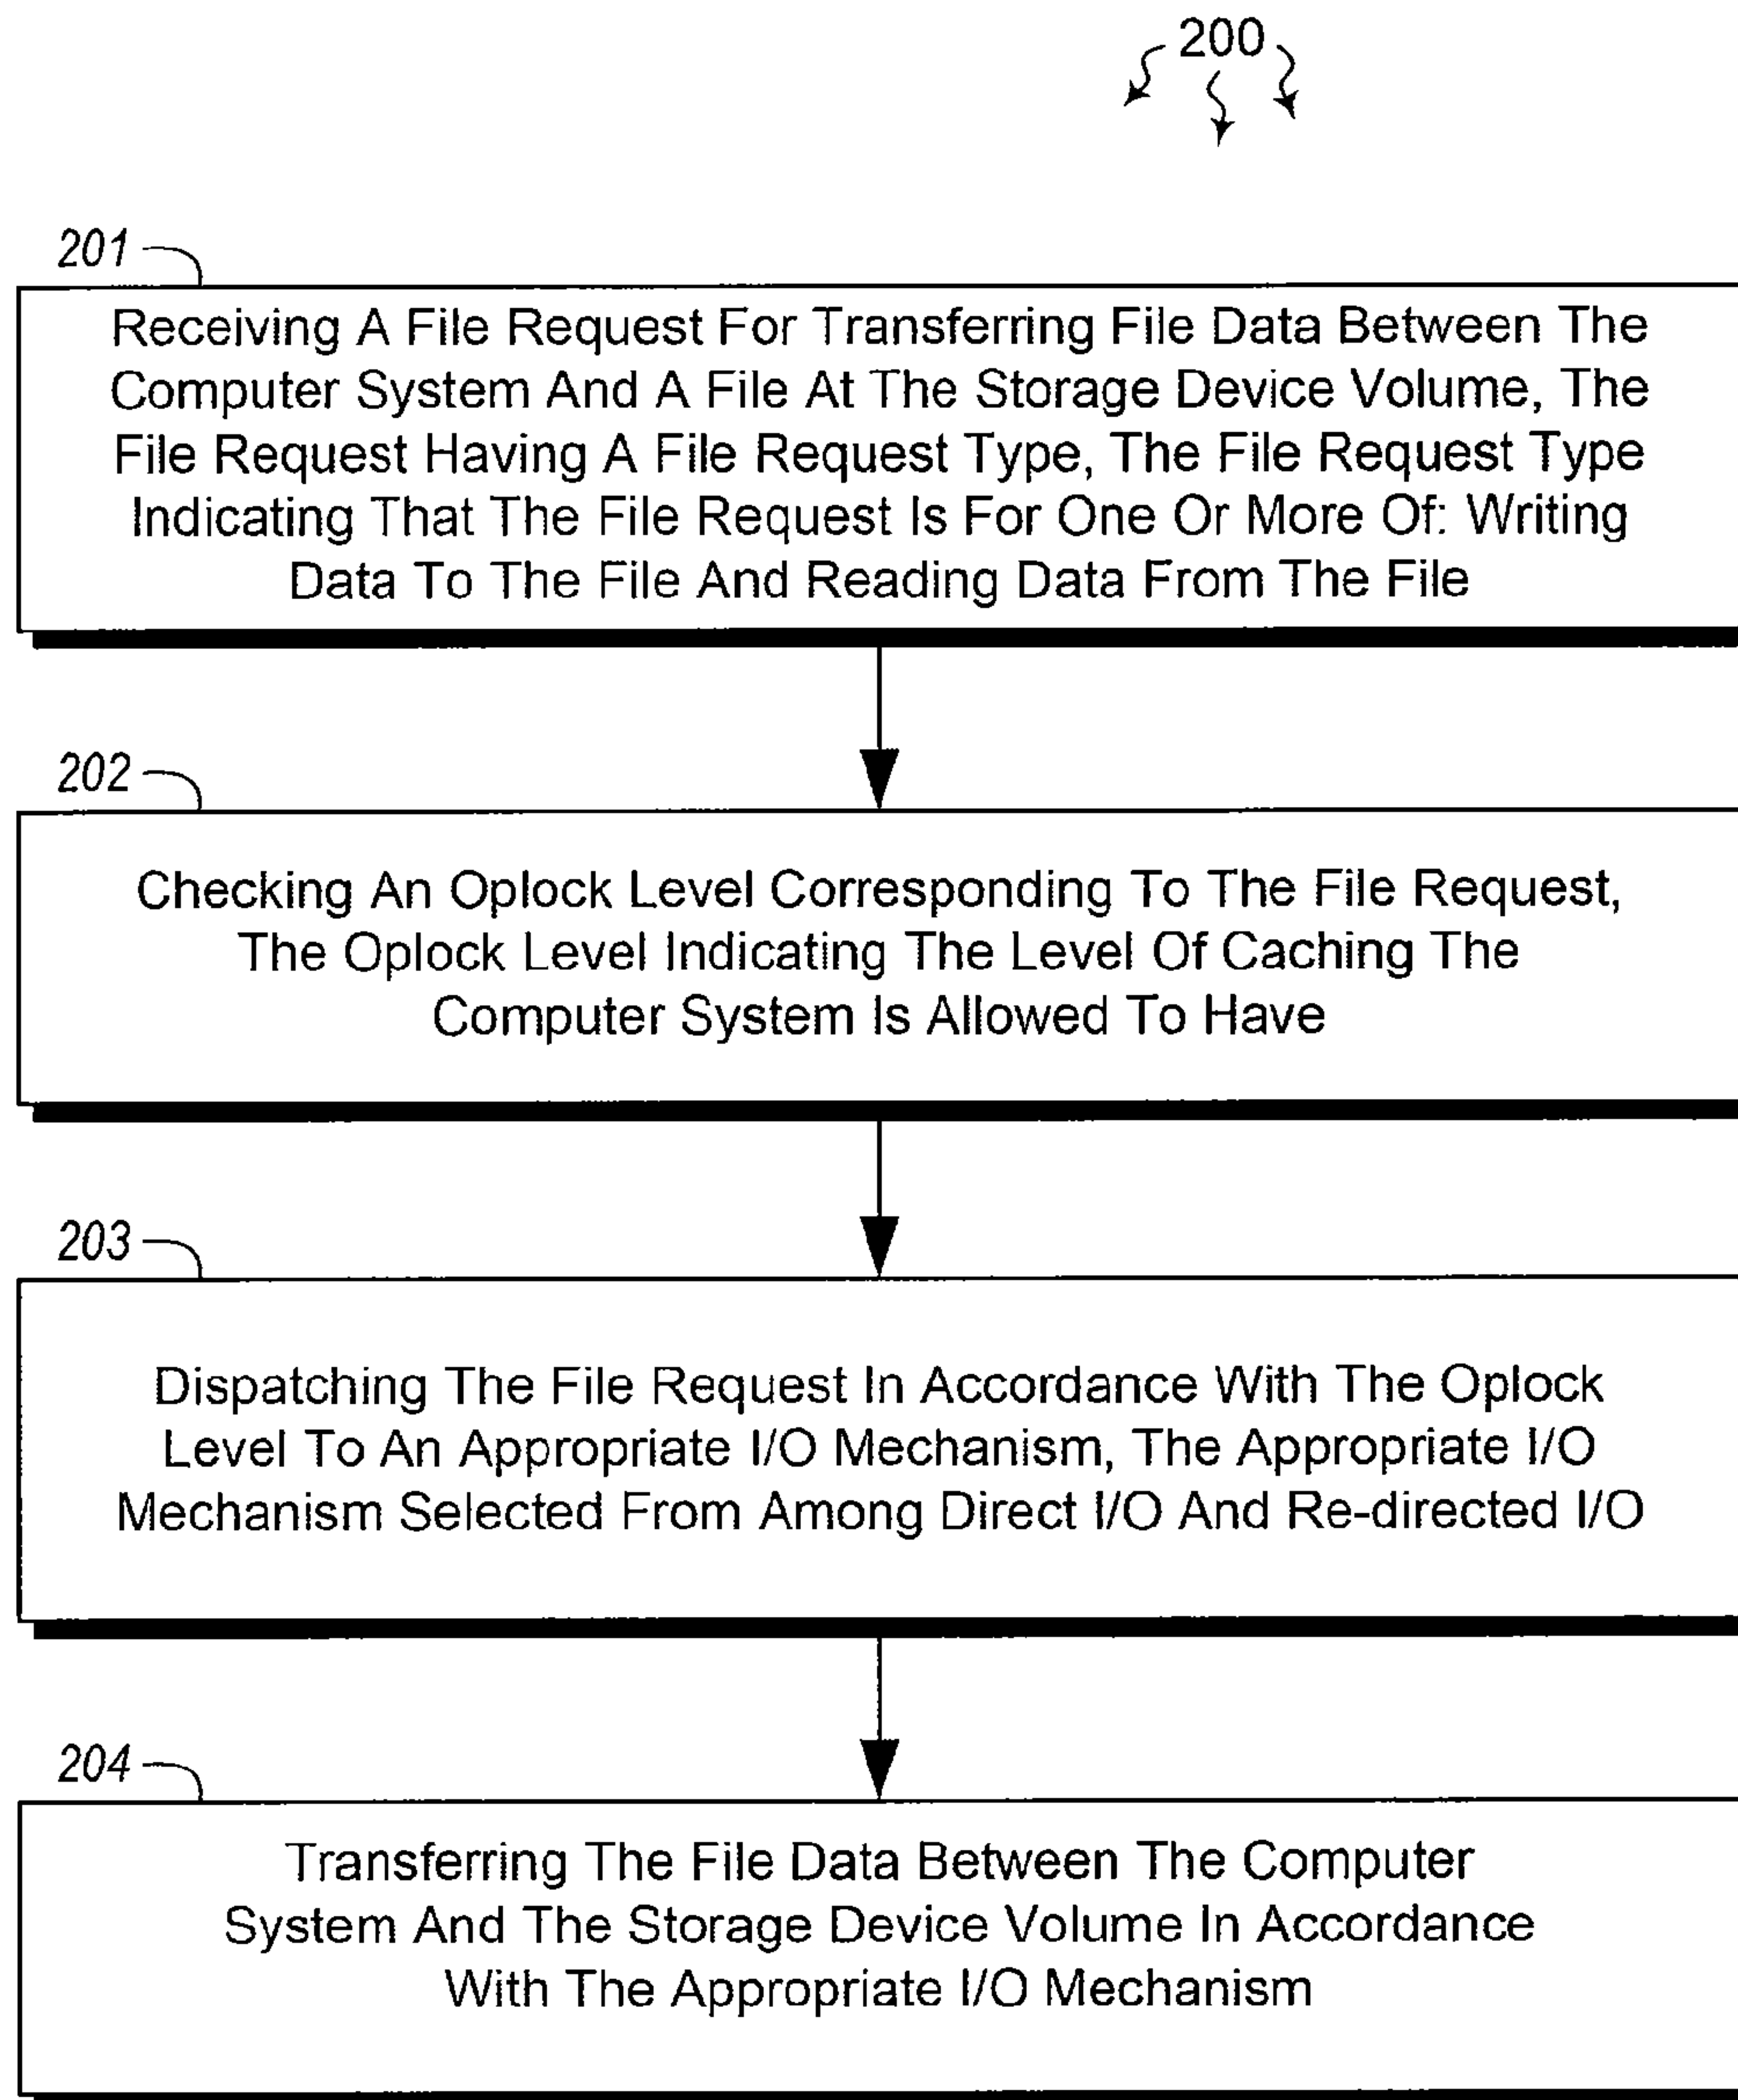 200
201
Receiving A File Request For Transferring File Data Between The
Computer System And A File At The Storage Device Volume, The
File Request Having A File Request Type, The File Request Type
Indicating That The File Request Is For One Or More Of: Writing
Data To The File And Reading Data From The File
202
Checking An Oplock Level Corresponding To The File Request,
The Oplock Level Indicating The Level Of Caching The
Computer System Is Allowed To Have
203
Dispatching The File Request In Accordance With The Oplock
Level To An Appropriate I/O Mechanism, The Appropriate I/O
Mechanism Selected From Among Direct I/O And Re-directed I/O
204
Transferring The File Data Between The Computer
System And The Storage Device Volume In Accordance
With The Appropriate I/O Mechanism